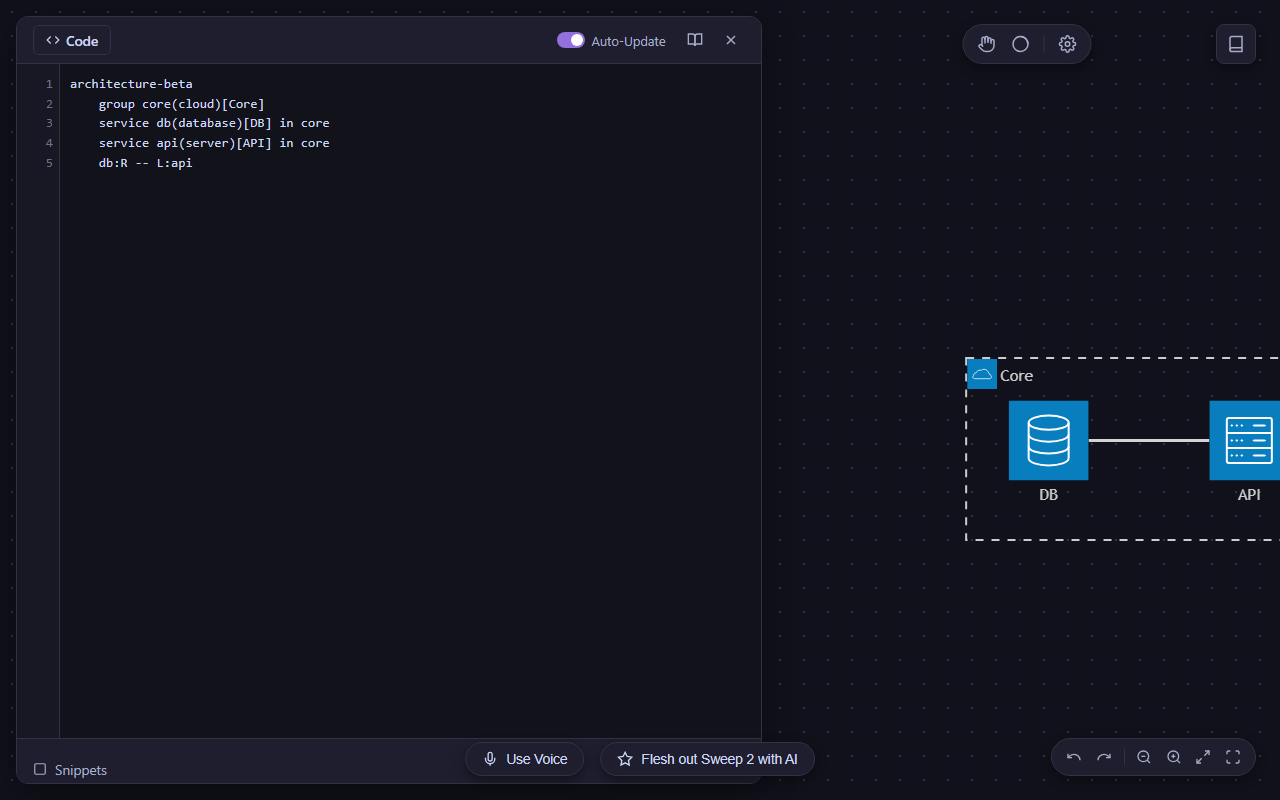 Code
Auto-Update
1 architecture-beta
2 group core(cloud)[Core]
3 service db(database)[DB] in core
4 service api(server)[API] in core
5 db:R -- L:api
Core
DB
API
Snippets
Use Voice
Flesh out Sweep 2 with AI